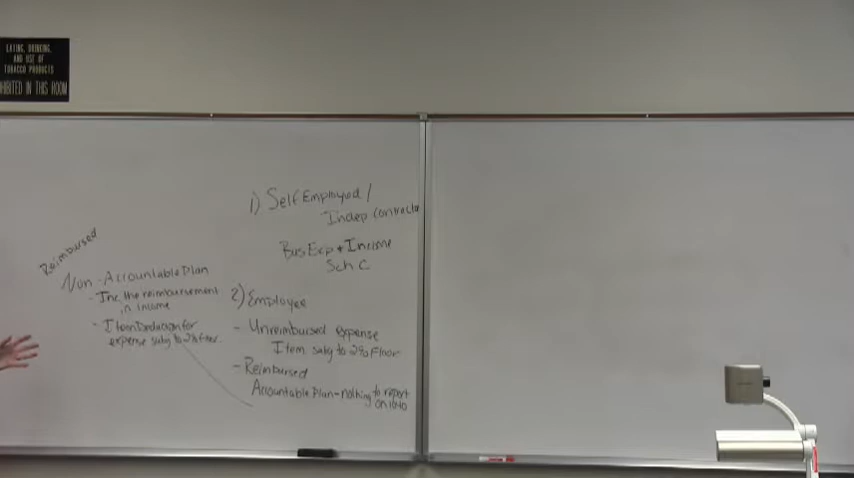 EATING, DRINKING,
AND USE OF
TOBACCO PRODUCTS
HIBITED IN THIS ROOM
1) Self Employed /
Indep contractor
Bus Exp + Income
Sch C
2) Employee
- Unreimbursed expense
Item subj to 2% Floor
- Reimbursed
Accountable Plan - nothing to report
on 1040
Reimbursed
Non - Accountable Plan
- Inc. the reimbursement
in income
- Item Deduction for
expense subj to 2% floor.